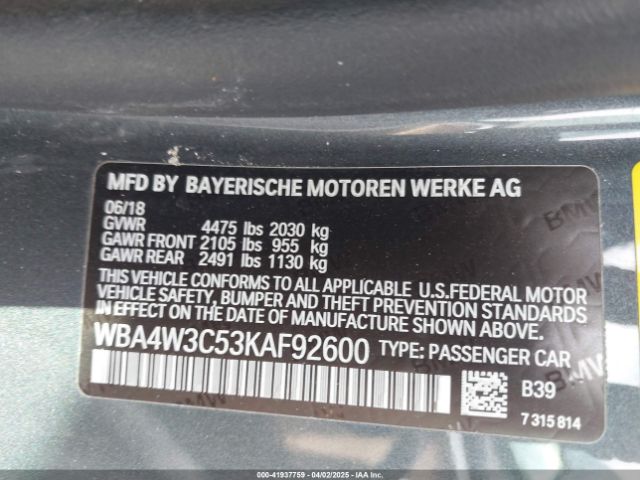 MFD BY BAYERISCHE MOTOREN WERKE AG
06/18
GVWR 4475 lbs 2030 kg
GAWR FRONT 2105 lbs 955 kg
GAWR REAR 2491 lbs 1130 kg
THIS VEHICLE CONFORMS TO ALL APPLICABLE U.S.FEDERAL MOTOR
VEHICLE SAFETY, BUMPER AND THEFT PREVENTION STANDARDS
IN EFFECT ON DATE OF MANUFACTURE SHOWN ABOVE.
WBA4W3C53KAF92600 TYPE: PASSENGER CAR
B39
7 315 814
000-41937759 - 04/02/2025 - IAA Inc.